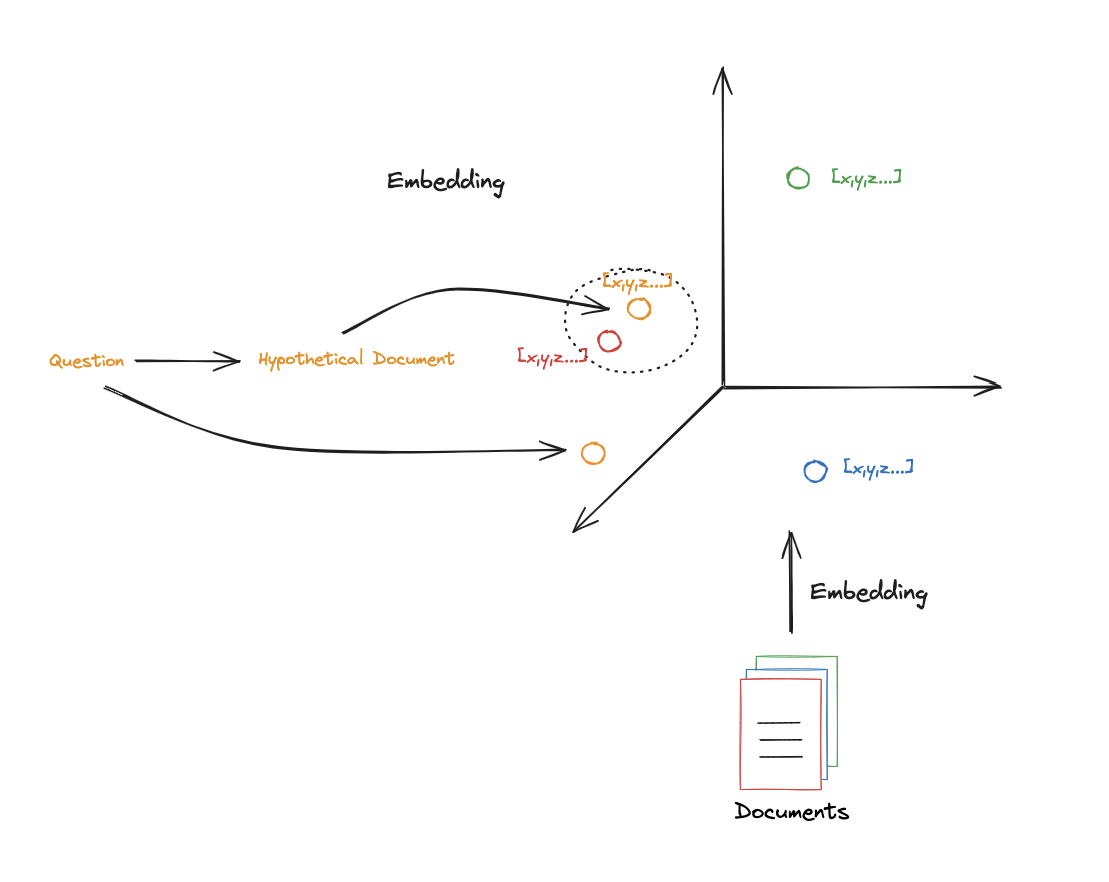 Embedding
[x,y,z...]
[x,y,z...]
[x,y,z...]
Question
Hypothetical Document
[x,y,z...]
Embedding
Documents